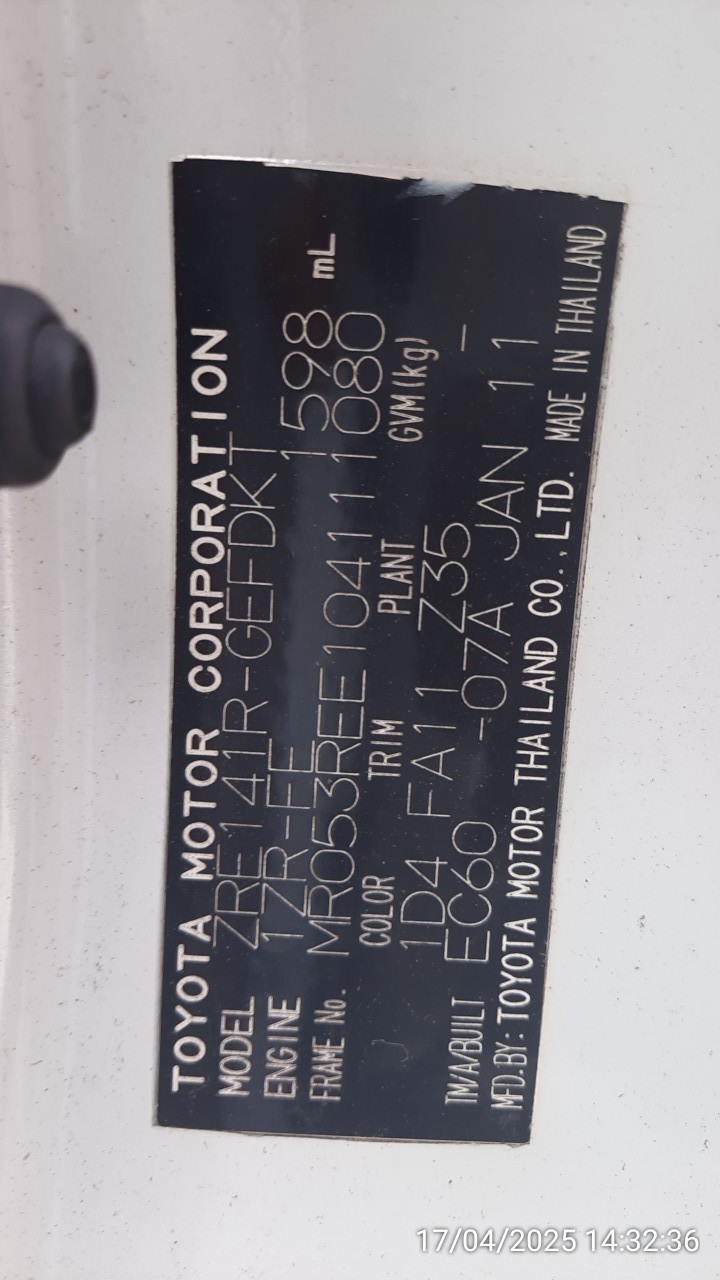 TOYOTA MOTOR CORPORATION
MODEL ZRE141R-GEFDKT
ENGINE 1ZR-FE 1598 mL
FRAME No. MR053REE104111080
COLOR TRIM PLANT GVM(kg)
1D4 FA11 Z35 -
TM/A/BUILT EC60 -07A JAN 11
MFD.BY: TOYOTA MOTOR THAILAND CO., LTD. MADE IN THAILAND
17/04/2025 14:32:36